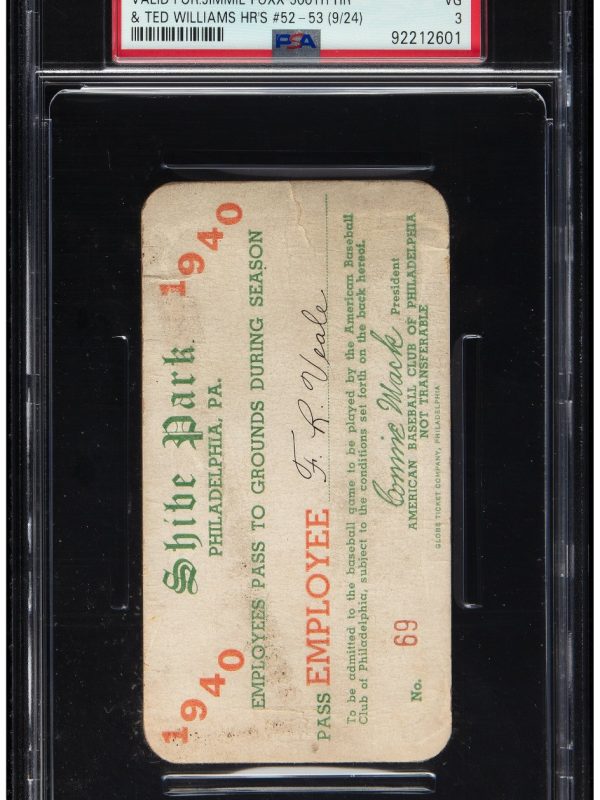 VALID FOR:JIMMIE FOXX 500TH HR
VG
& TED WILLIAMS HR'S #52-53 (9/24)
3
PSA
92212601
1940
1940
Shibe Park
PHILADELPHIA, PA.
EMPLOYEES PASS TO GROUNDS DURING SEASON
PASS EMPLOYEE F. R. Veale
To be admitted to the baseball game to be played by the American Baseball
Club of Philadelphia, subject to the conditions set forth on the back hereof.
Connie Mack
President
No. 69
AMERICAN BASEBALL CLUB OF PHILADELPHIA
NOT TRANSFERABLE
GLOBE TICKET COMPANY, PHILADELPHIA